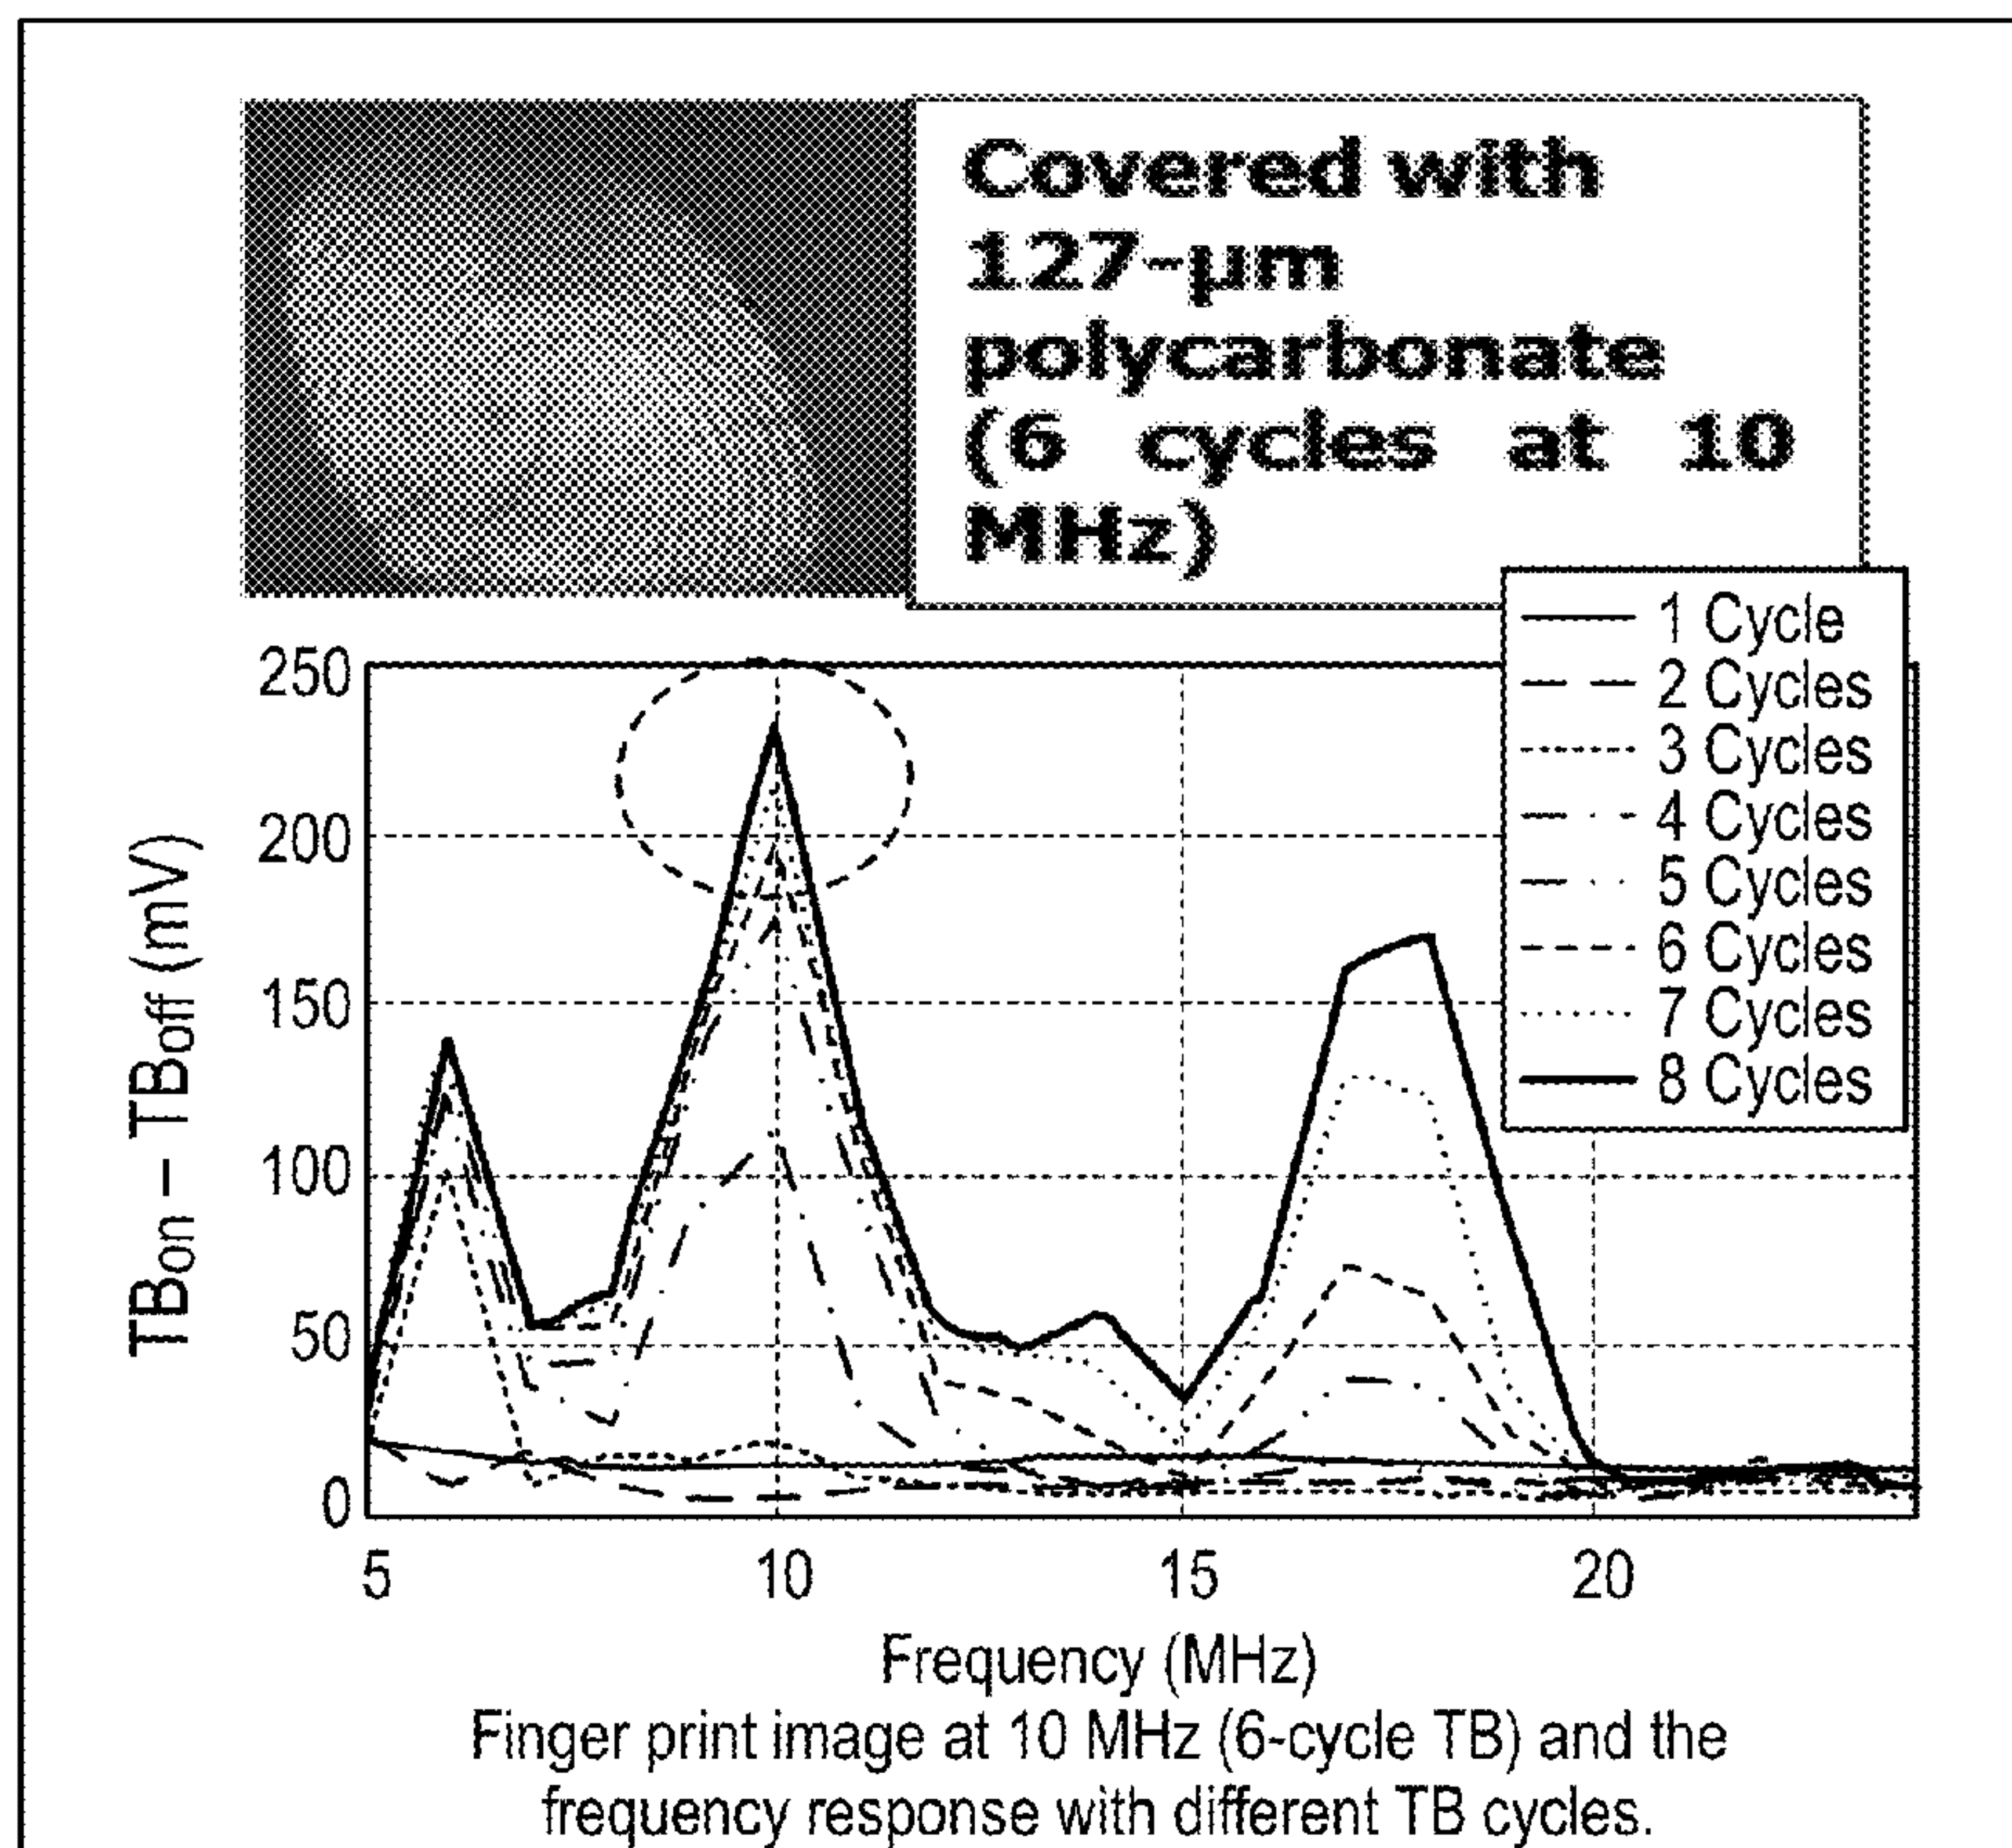 Covered with
127-µm
polycarbonate
(6 cycles at 10
MHz)
1 Cycle
2 Cycles
3 Cycles
4 Cycles
5 Cycles
6 Cycles
7 Cycles
8 Cycles
250
200
150
100
50
0
TBon – TBoff (mV)
5 10 15 20
Frequency (MHz)
Finger print image at 10 MHz (6-cycle TB) and the
frequency response with different TB cycles.